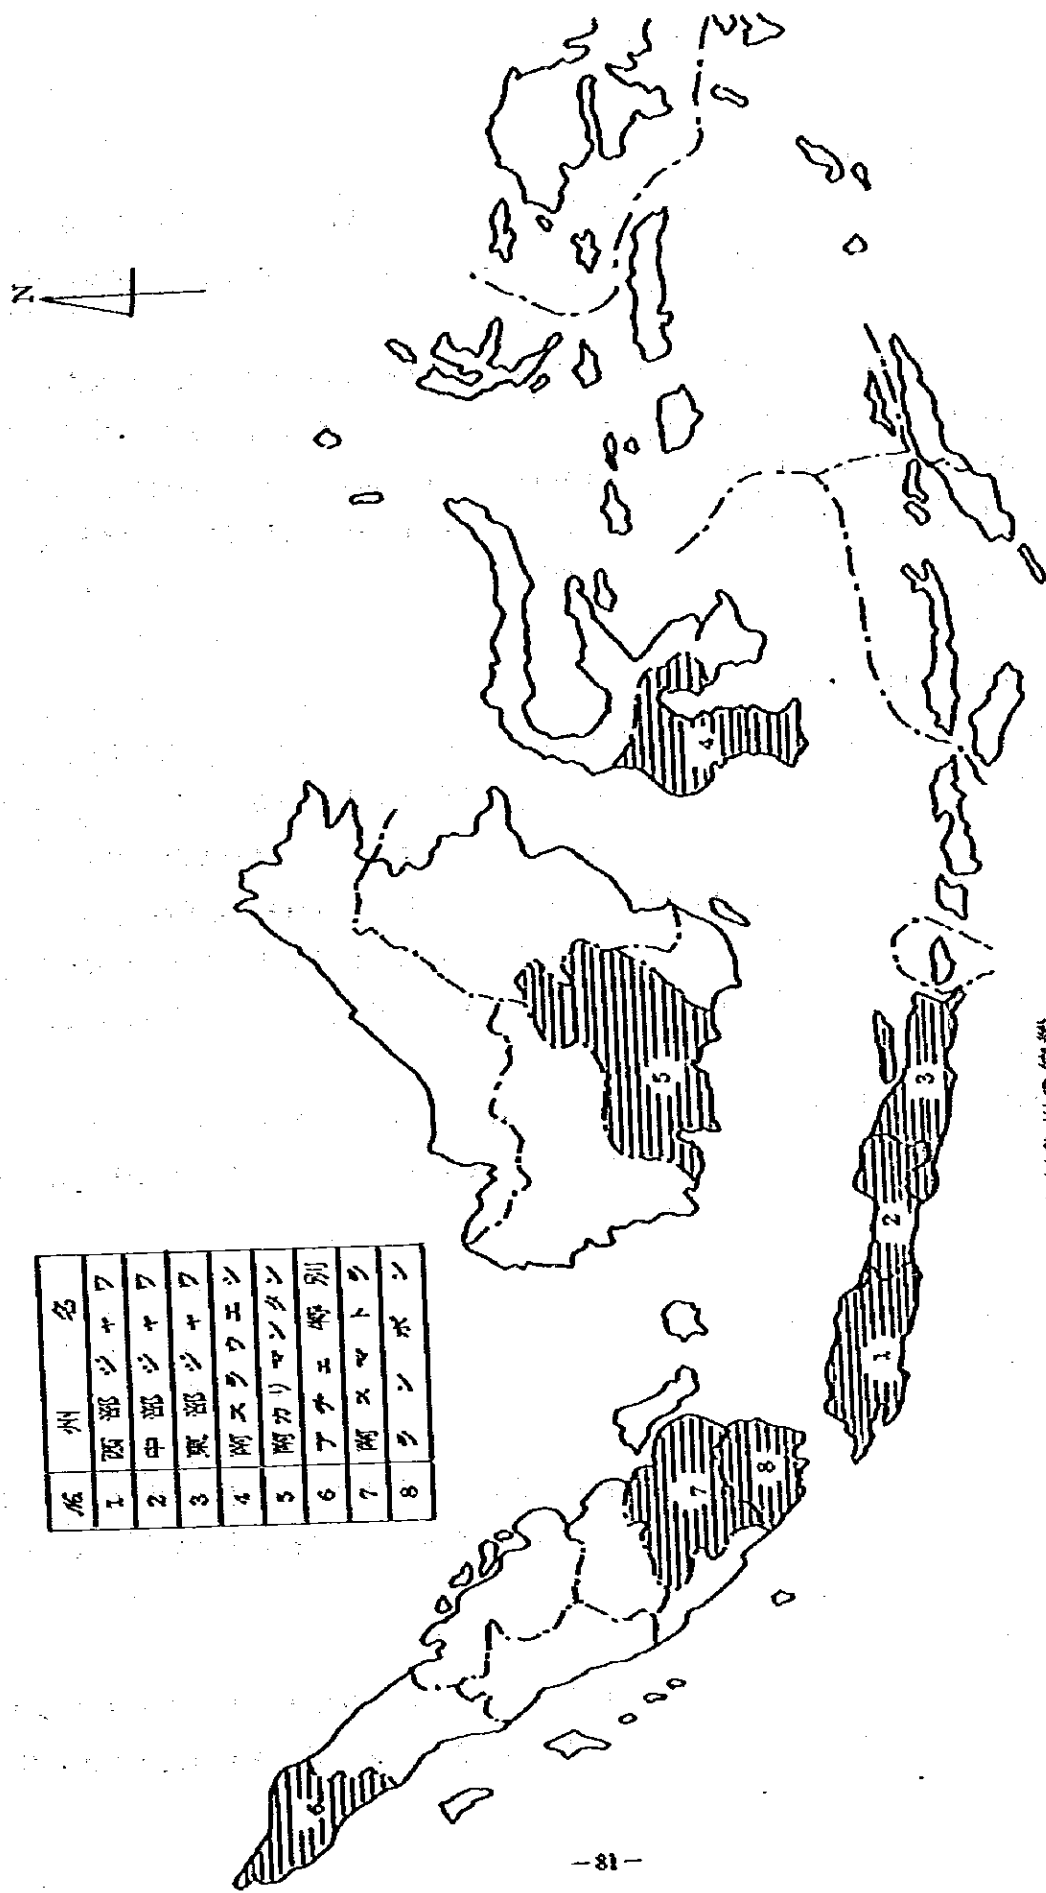 N
№ 州名
1 西部ジャワ
2 中部ジャワ
3 東部ジャワ
4 南スラウエシ
5 南カリマンタン
6 アチェ特別
7 南スマトラ
8 ランポン
6
7
8
5
4
1
2
3
-81-